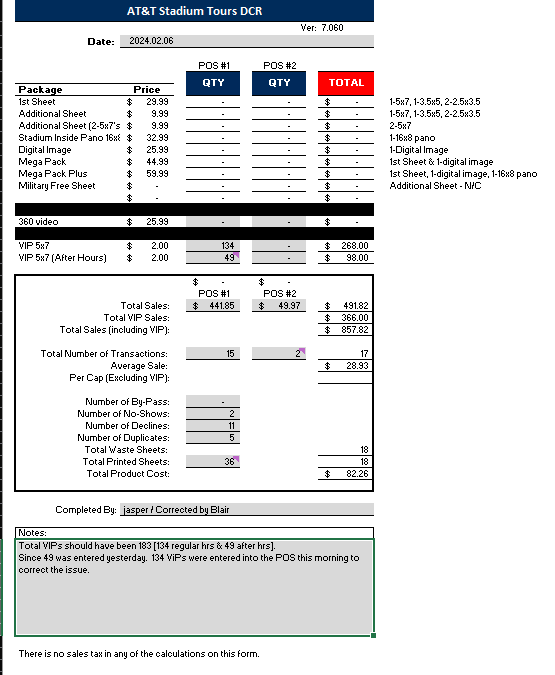 AT&T Stadium Tours DCR
Ver: 7.060
Date: 2024.02.06
POS #1 POS #2
Package Price QTY QTY TOTAL
1st Sheet $ 29.99 - - $ - 1-5x7, 1-3.5x5, 2-2.5x3.5
Additional Sheet $ 9.99 - - $ - 1-5x7, 1-3.5x5, 2-2.5x3.5
Additional Sheet (2-5x7's $ 9.99 - - $ - 2-5x7
Stadium Inside Pano 16x8 $ 32.99 - - $ - 1-16x8 pano
Digital Image $ 25.99 - - $ - 1-Digital Image
Mega Pack $ 44.99 - - $ - 1st Sheet & 1-digital image
Mega Pack Plus $ 59.99 - - $ - 1st Sheet, 1-digital image, 1-16x8 pano
Military Free Sheet $ - - - $ - Additional Sheet - N/C
$ - - - $ -
360 video $ 25.99 - - $ -
VIP 5x7 $ 2.00 134 - $ 268.00
VIP 5x7 (After Hours) $ 2.00 49 - $ 98.00
$ - $ -
POS #1 POS #2
Total Sales: $ 441.85 $ 49.97 $ 491.82
Total VIP Sales: $ 366.00
Total Sales (including VIP): $ 857.82
Total Number of Transactions: 15 2 17
Average Sale: $ 28.93
Per Cap (Excluding VIP):
Number of By-Pass: -
Number of No-Shows: 2
Number of Declines: 11
Number of Duplicates: 5
Total Waste Sheets: 18
Total Printed Sheets: 36 18
Total Product Cost: $ 82.26
Completed By: jasper / Corrected by Blair
Notes:
Total VIPs should have been 183 [134 regular hrs & 49 after hrs].
Since 49 was entered yesterday. 134 ViPs were entered into the POS this morning to
correct the issue.
There is no sales tax in any of the calculations on this form.